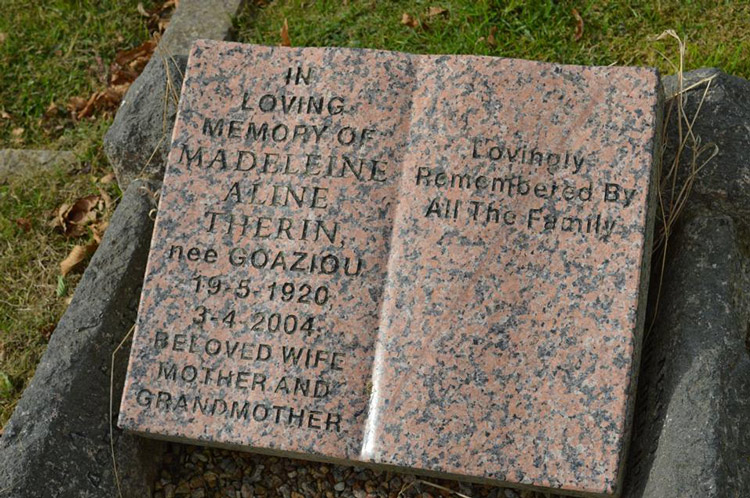 IN
LOVING
MEMORY OF
MADELEINE
ALINE
THERIN,
neé GOAZIOU
19-5-1920,
3-4-2004.
BELOVED WIFE
MOTHER AND
GRANDMOTHER
Lovingly
Remembered By
All The Family